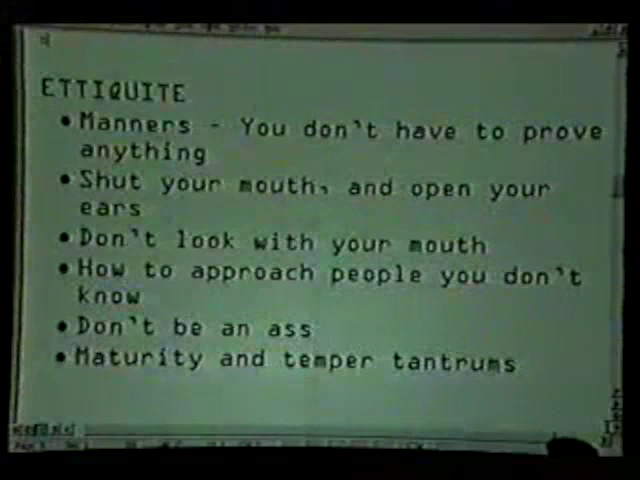 ETTIQUITE
• Manners - You don't have to prove
anything
• Shut your mouth, and open your
ears
• Don't look with your mouth
• How to approach people you don't
know
• Don't be an ass
• Maturity and temper tantrums